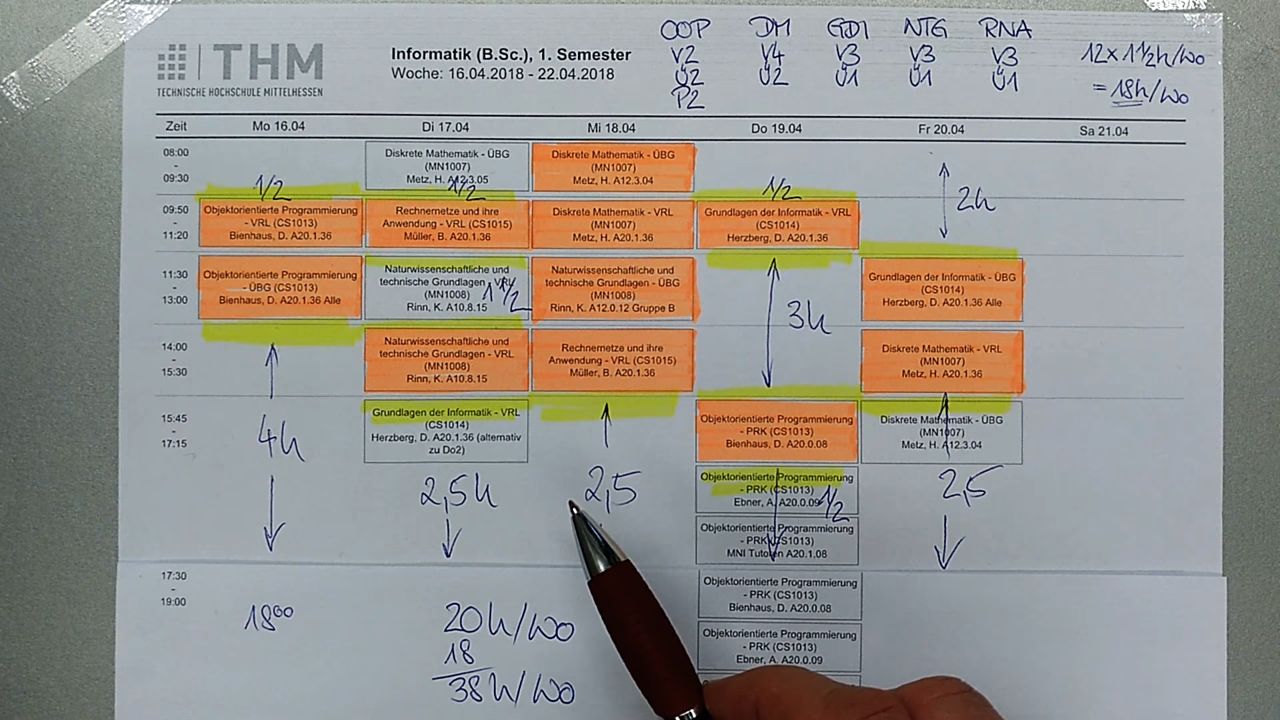 OOP DM GDI NTG RNA
V2 V4 V3 V3 V3
Ü2 Ü2 Ü1 Ü1 Ü1
P2
12 x 1 1/2h/Wo
= 18h/Wo
THM
TECHNISCHE HOCHSCHULE MITTELHESSEN
Informatik (B.Sc.), 1. Semester
Woche: 16.04.2018 - 22.04.2018
Zeit Mo 16.04 Di 17.04 Mi 18.04 Do 19.04 Fr 20.04 Sa 21.04
08:00
-
09:30
Diskrete Mathematik - ÜBG
(MN1007)
Metz, H. A12.3.05
Diskrete Mathematik - ÜBG
(MN1007)
Metz, H. A12.3.04
1/2 1/2 1/2
2h
09:50
-
11:20
Objektorientierte Programmierung
- VRL (CS1013)
Bienhaus, D. A20.1.36
Rechnernetze und ihre
Anwendung - VRL (CS1015)
Müller, B. A20.1.36
Diskrete Mathematik - VRL
(MN1007)
Metz, H. A20.1.36
Grundlagen der Informatik - VRL
(CS1014)
Herzberg, D. A20.1.36
11:30
-
13:00
Objektorientierte Programmierung
- ÜBG (CS1013)
Bienhaus, D. A20.1.36 Alle
Naturwissenschaftliche und
technische Grundlagen - VRL
(MN1008)
Rinn, K. A10.8.15
1 1/2
Naturwissenschaftliche und
technische Grundlagen - ÜBG
(MN1008)
Rinn, K. A12.0.12 Gruppe B
3h
Grundlagen der Informatik - ÜBG
(CS1014)
Herzberg, D. A20.1.36 Alle
14:00
-
15:30
Naturwissenschaftliche und
technische Grundlagen - VRL
(MN1008)
Rinn, K. A10.8.15
Rechnernetze und ihre
Anwendung - VRL (CS1015)
Müller, B. A20.1.36
Diskrete Mathematik - VRL
(MN1007)
Metz, H. A20.1.36
15:45
-
17:15
4h
Grundlagen der Informatik - VRL
(CS1014)
Herzberg, D. A20.1.36 (alternativ
zu Do2)
Objektorientierte Programmierung
- PRK (CS1013)
Bienhaus, D. A20.0.08
Diskrete Mathematik - ÜBG
(MN1007)
Metz, H. A12.3.04
2,5h 2,5 2,5
Objektorientierte Programmierung
- PRK (CS1013)
Ebner, A. A20.0.09
1/2
Objektorientierte Programmierung
- PRK (CS1013)
MNI Tutoren A20.1.08
17:30
-
19:00
Objektorientierte Programmierung
- PRK (CS1013)
Bienhaus, D. A20.0.08
Objektorientierte Programmierung
- PRK (CS1013)
Ebner, A. A20.0.09
18 00
20h/Wo
18
38h/Wo